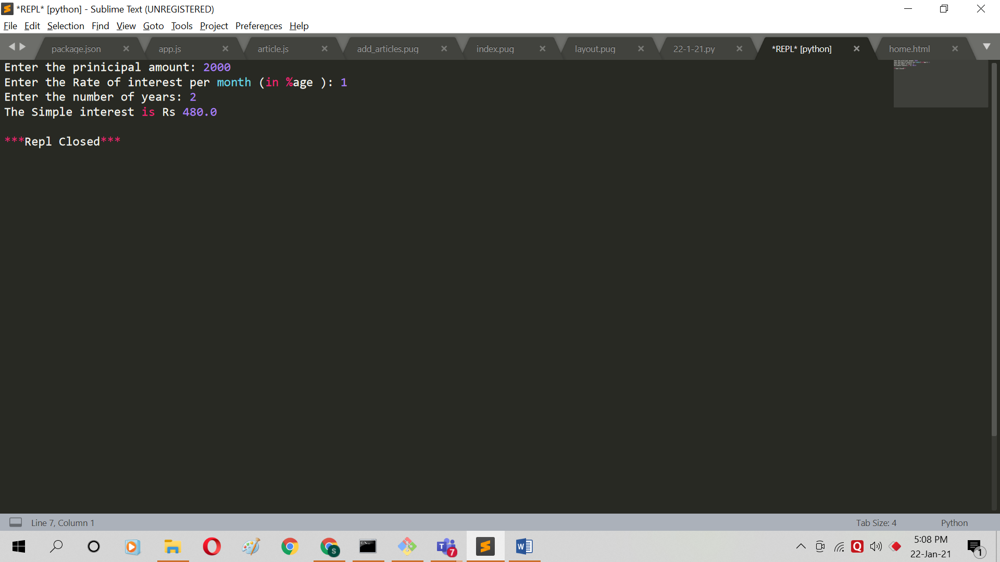 *REPL* [python] - Sublime Text (UNREGISTERED)
File Edit Selection Find View Goto Tools Project Preferences Help
package.json app.js article.js add_articles.pug index.pug layout.pug 22-1-21.py *REPL* [python] home.html
Enter the prinicipal amount: 2000
Enter the Rate of interest per month (in %age ): 1
Enter the number of years: 2
The Simple interest is Rs 480.0
***Repl Closed***
Line 7, Column 1 Tab Size: 4 Python
S C:\ T 7 W Q 5:08 PM
22-Jan-21 1